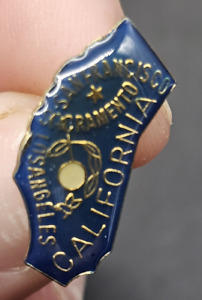 SAN FRANCISCO
SACRAMENTO
LOS ANGELES
CALIFORNIA